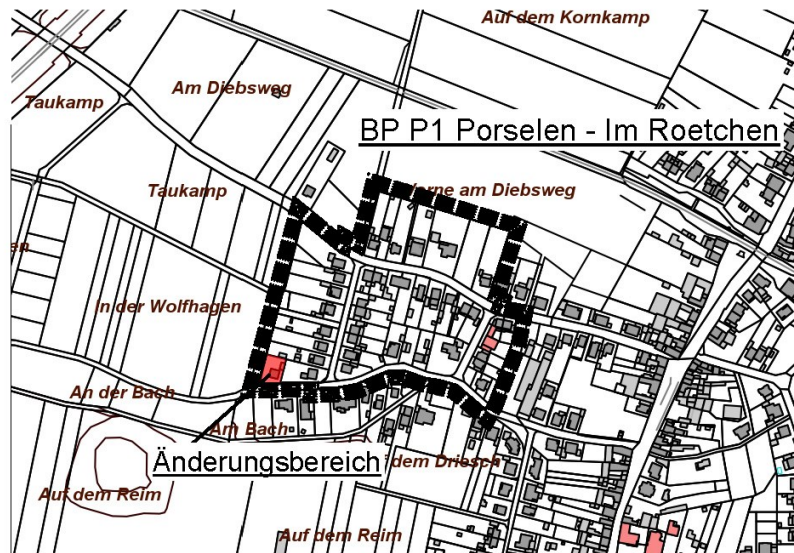 Auf dem Kornkamp
Am Diebsweg
Taukamp
BP P1 Porselen - Im Roetchen
Taukamp
am Diebsweg
In der Wolfhagen
An der Bach
Am Bach
Änderungsbereich
dem Driesch
Auf dem Reim
Auf dem Reim